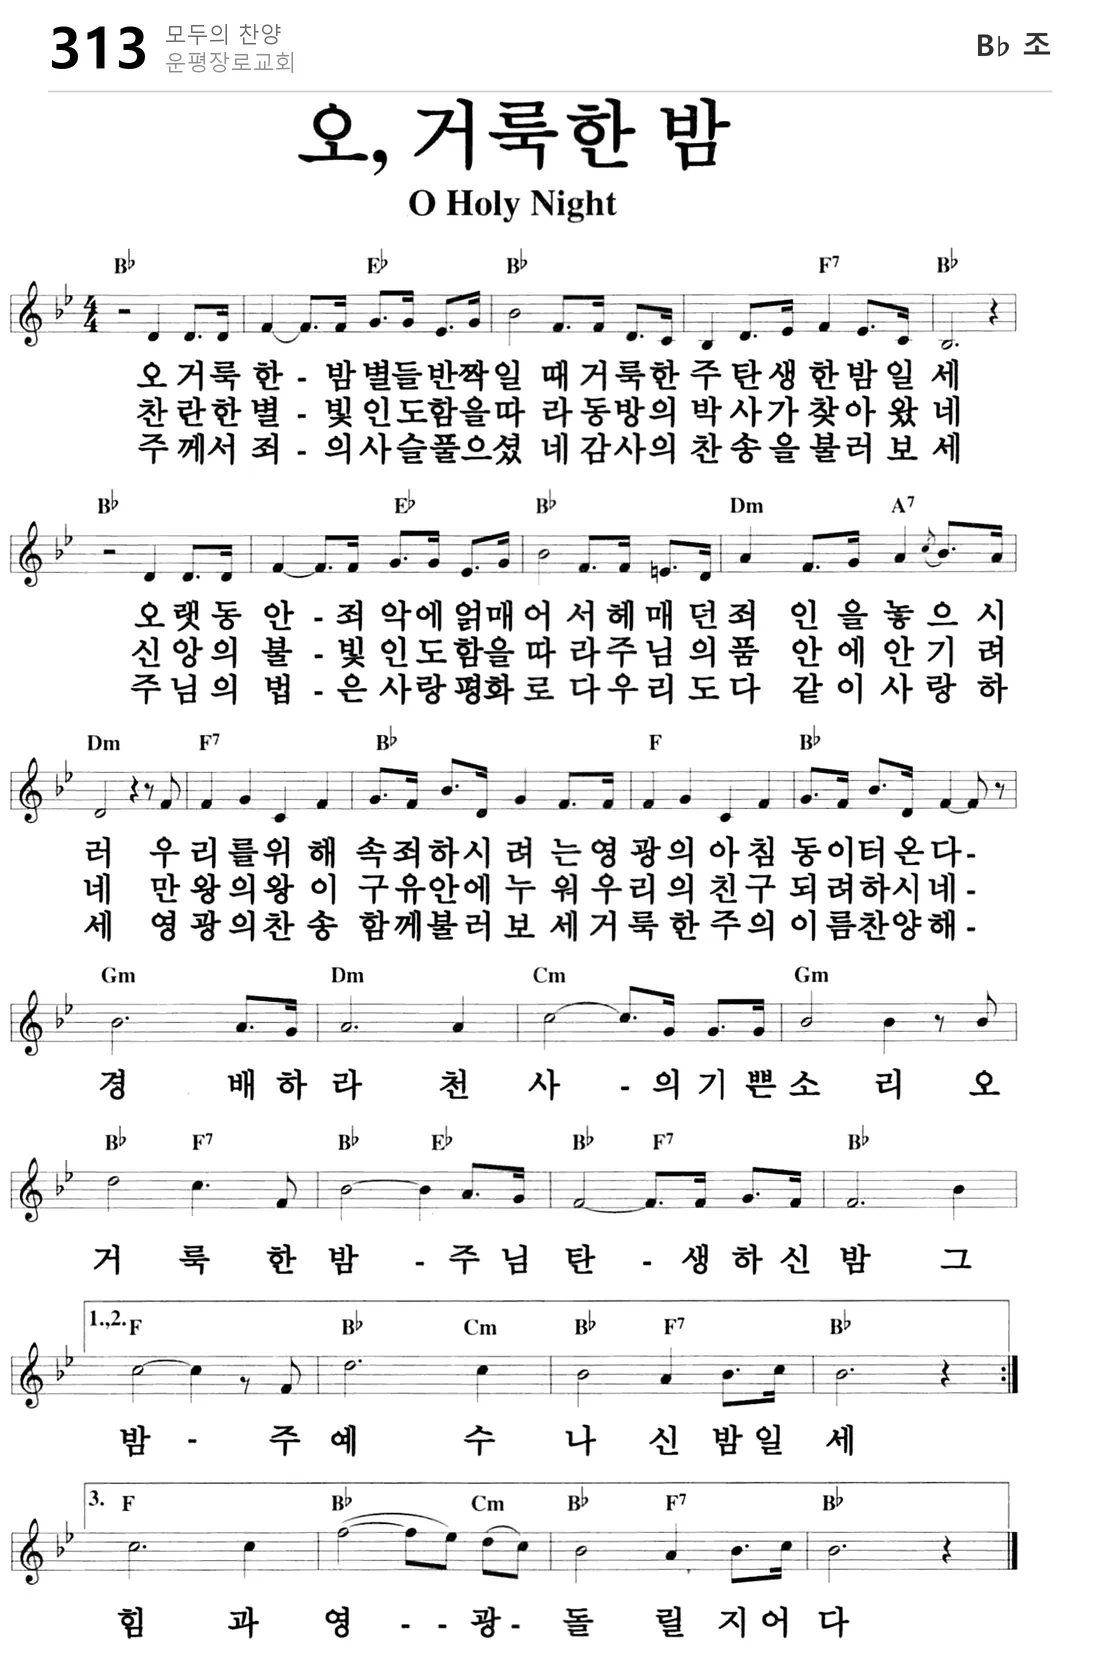 313
모두의 찬양
운평장로교회
B♭ 조
오, 거룩한 밤
O Holy Night
B♭ E♭ B♭ F7 B♭
4
4
오 거룩 한 - 밤 별들 반짝일 때 거룩한 주 탄생 한밤일 세
찬 란한 별 - 빛 인도함을따 라 동방의 박사가 찾아 왔 네
주 께서 죄 - 의 사슬풀으셨 네 감사의 찬송을 불러 보 세
B♭ E♭ B♭ Dm A7
오 랫동 안 - 죄 악에 얽매어 서 헤매 던 죄 인 을 놓으 시
신 앙의 불 - 빛 인도함을 따 라 주님 의 품 안 에 안 기 려
주 님의 법 - 은 사랑 평화로 다 우리 도 다 같 이 사 랑 하
Dm F7 B♭ F B♭
러 우 리 를위 해 속죄하시 려 는영 광의 아 침 동이터 온다-
네 만 왕의왕 이 구유안에 누 워우 리의 친 구 되 려하시네-
세 영 광의찬 송 함께불러 보 세거 룩한 주의 이름찬양해-
Gm Dm Cm Gm
경 배하 라 천 사 - 의 기 쁜 소 리 오
B♭ F7 B♭ E♭ B♭ F7 B♭
거 룩 한 밤 - 주 님 탄 - 생 하 신 밤 그
1.,2. F B♭ Cm B♭ F7 B♭
밤 - 주 예 수 나 신 밤 일 세
3. F B♭ Cm B♭ F7 B♭
힘 과 영 - - 광 - 돌 릴 지 어 다